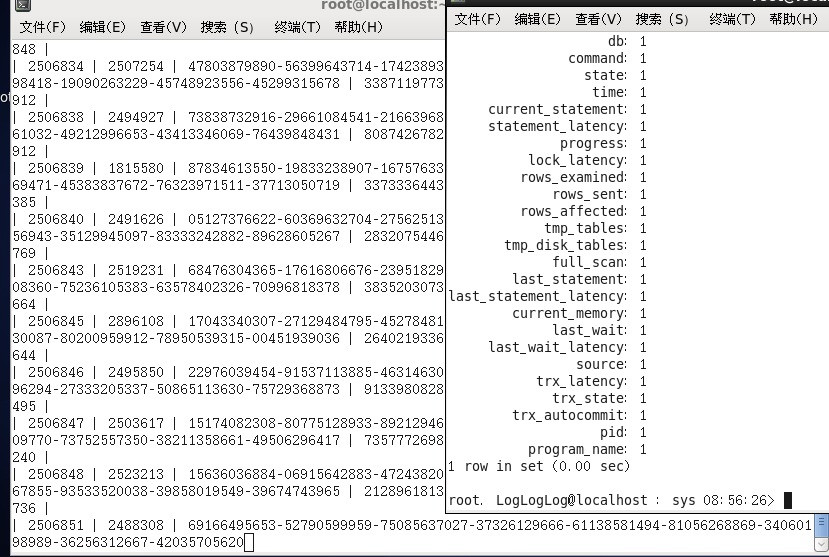 root@localhost:~
文件(F) 编辑(E) 查看(V) 搜索 (S) 终端(T) 帮助(H)
848 |
| 2506834 | 2507254 | 47803879890-56399643714-17423893
98418-19090263229-45748923556-45299315678 | 3387119773
912 |
| 2506838 | 2494927 | 73838732916-29661084541-21663968
61032-49212996653-43413346069-76439848431 | 8087426782
912 |
| 2506839 | 1815580 | 87834613550-19833238907-16757633
69471-45383837672-76323971511-37713050719 | 3373336443
385 |
| 2506840 | 2491626 | 05127376622-60369632704-27562513
56943-35129945097-83333242882-89628605267 | 2832075446
769 |
| 2506843 | 2519231 | 68476304365-17616806676-23951829
08360-75236105383-63578402326-70996818378 | 3835203073
664 |
| 2506845 | 2896108 | 17043340307-27129484795-45278481
30087-80200959912-78950539315-00451939036 | 2640219336
644 |
| 2506846 | 2495850 | 22976039454-91537113885-46314630
96294-27333205337-50865113630-75729368873 | 9133980828
495 |
| 2506847 | 2503617 | 15174082308-80775128933-89212946
09770-73752557350-38211358661-49506296417 | 7357772698
240 |
| 2506848 | 2523213 | 15636036884-06915642883-47243820
67855-93533520038-39858019549-39674743965 | 2128961813
736 |
| 2506851 | 2488308 | 69166495653-52790599959-75085637027-37326129666-61138581494-81056268869-340601
98989-36256312667-42035705620
文件(F) 编辑(E) 查看(V) 搜索 (S) 终端(T) 帮助(H)
db: 1
command: 1
state: 1
time: 1
current_statement: 1
statement_latency: 1
progress: 1
lock_latency: 1
rows_examined: 1
rows_sent: 1
rows_affected: 1
tmp_tables: 1
tmp_disk_tables: 1
full_scan: 1
last_statement: 1
last_statement_latency: 1
current_memory: 1
last_wait: 1
last_wait_latency: 1
source: 1
trx_latency: 1
trx_state: 1
trx_autocommit: 1
pid: 1
program_name: 1
1 row in set (0.00 sec)
root. LogLogLog@localhost : sys 08:56:26>